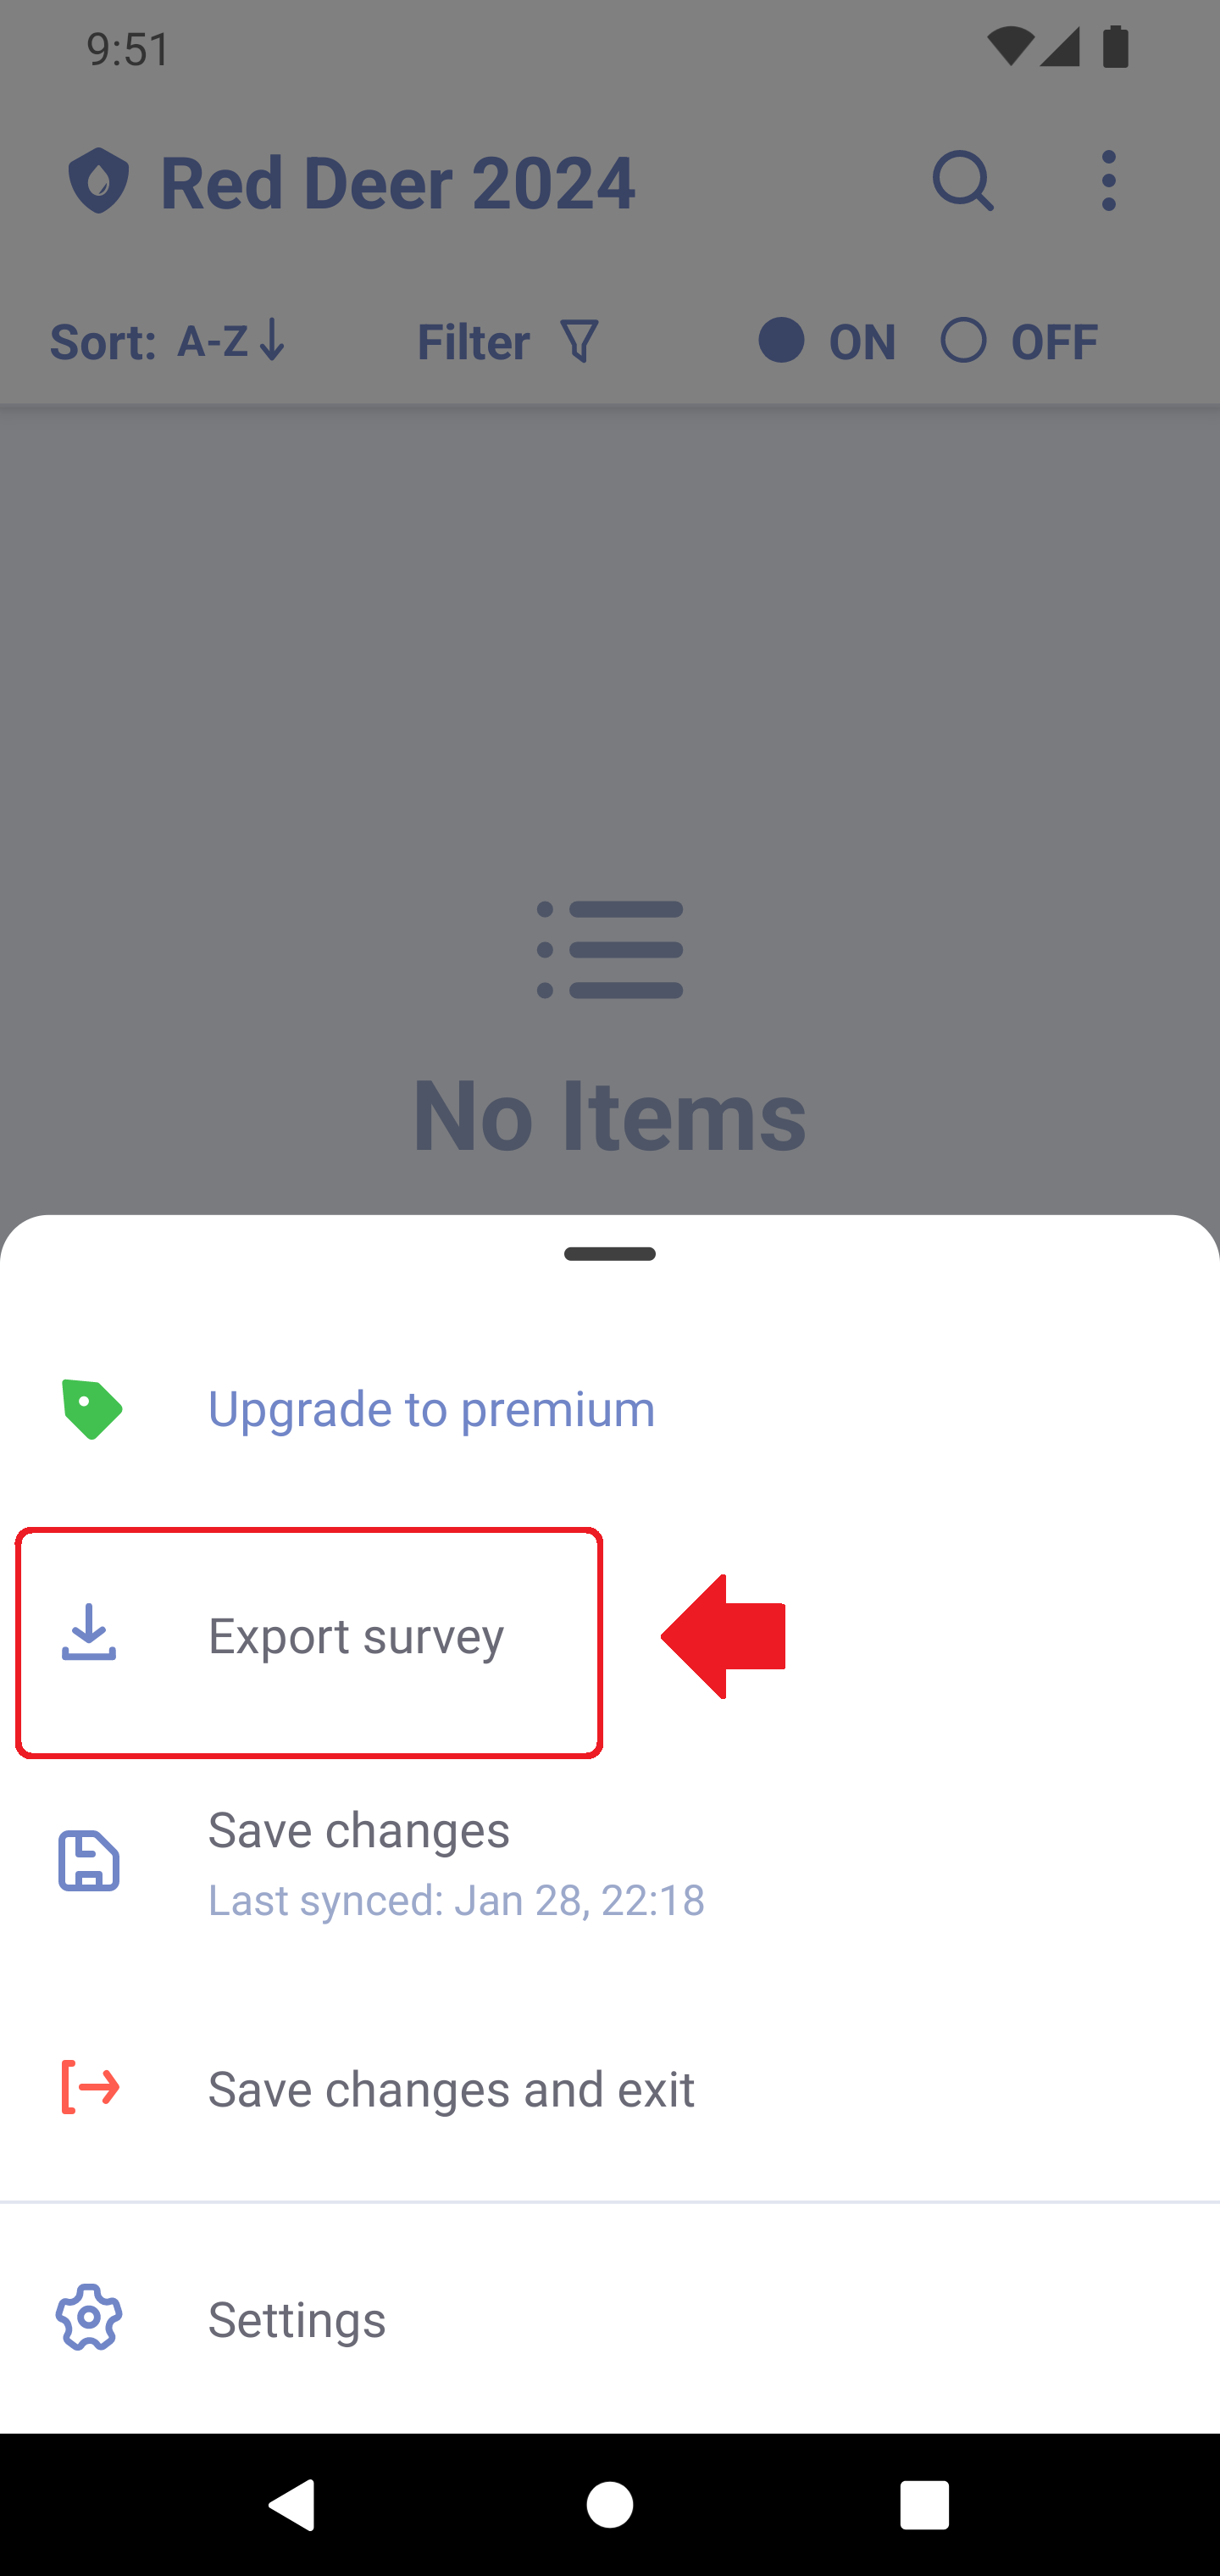 9:51
Red Deer 2024
Sort: A-Z Filter ON OFF
No Items
Upgrade to premium
Export survey
Save changes
Last synced: Jan 28, 22:18
Save changes and exit
Settings